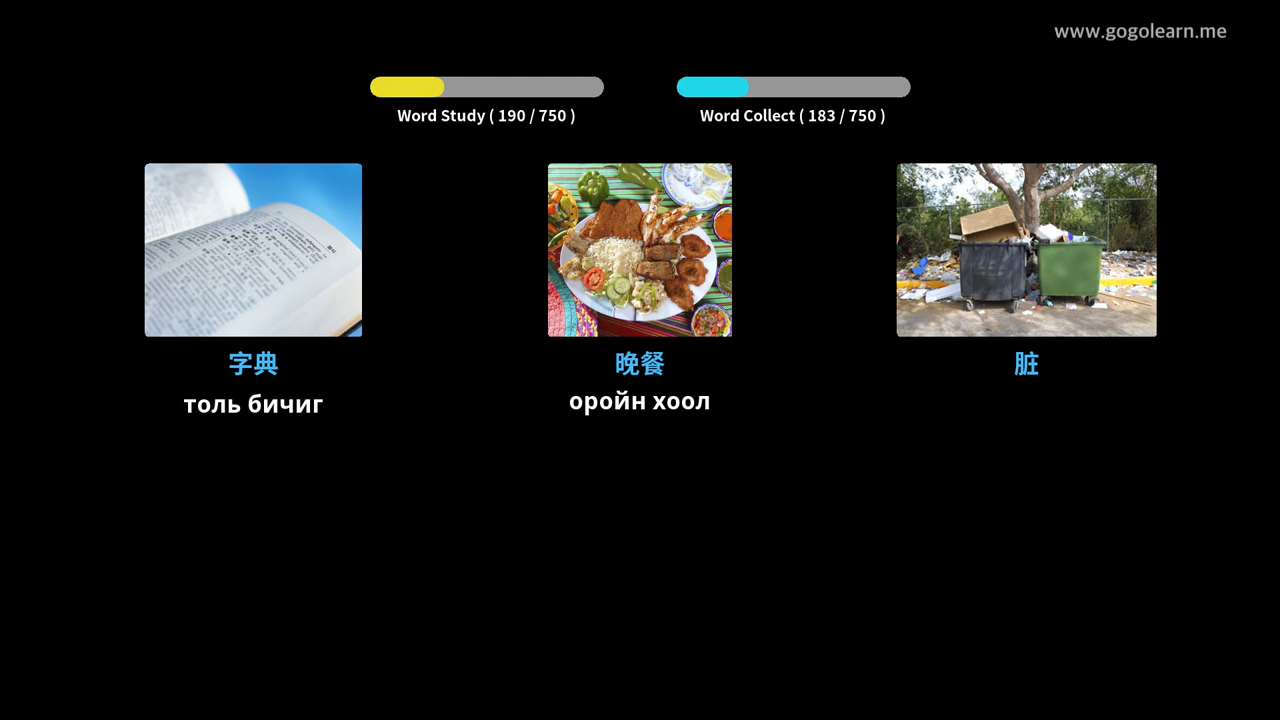 www.gogolearn.me
Word Study ( 190 / 750 )
Word Collect ( 183 / 750 )
字典
晚餐
脏
толь бичиг
оройн хоол